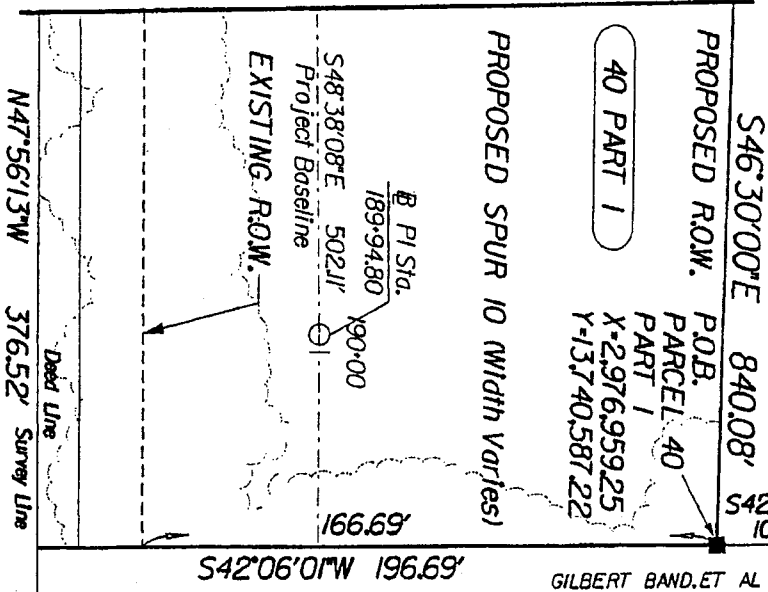 S46°30'00"E 840.08'
PROPOSED R.O.W.
P.O.B.
PARCEL 40
PART 1
X=2,976,959.25
Y=13,740,587.22
40 PART 1
PROPOSED SPUR 10 (Width Varies)
S42
10
PI Sta.
189+94.80
190+00
S48°38'08"E 502.11'
Project Baseline
EXISTING R.O.W.
Deed Line
N47°56'13"W 376.52' Survey Line
166.69'
S42°06'01"W 196.69'
GILBERT BAND, ET AL